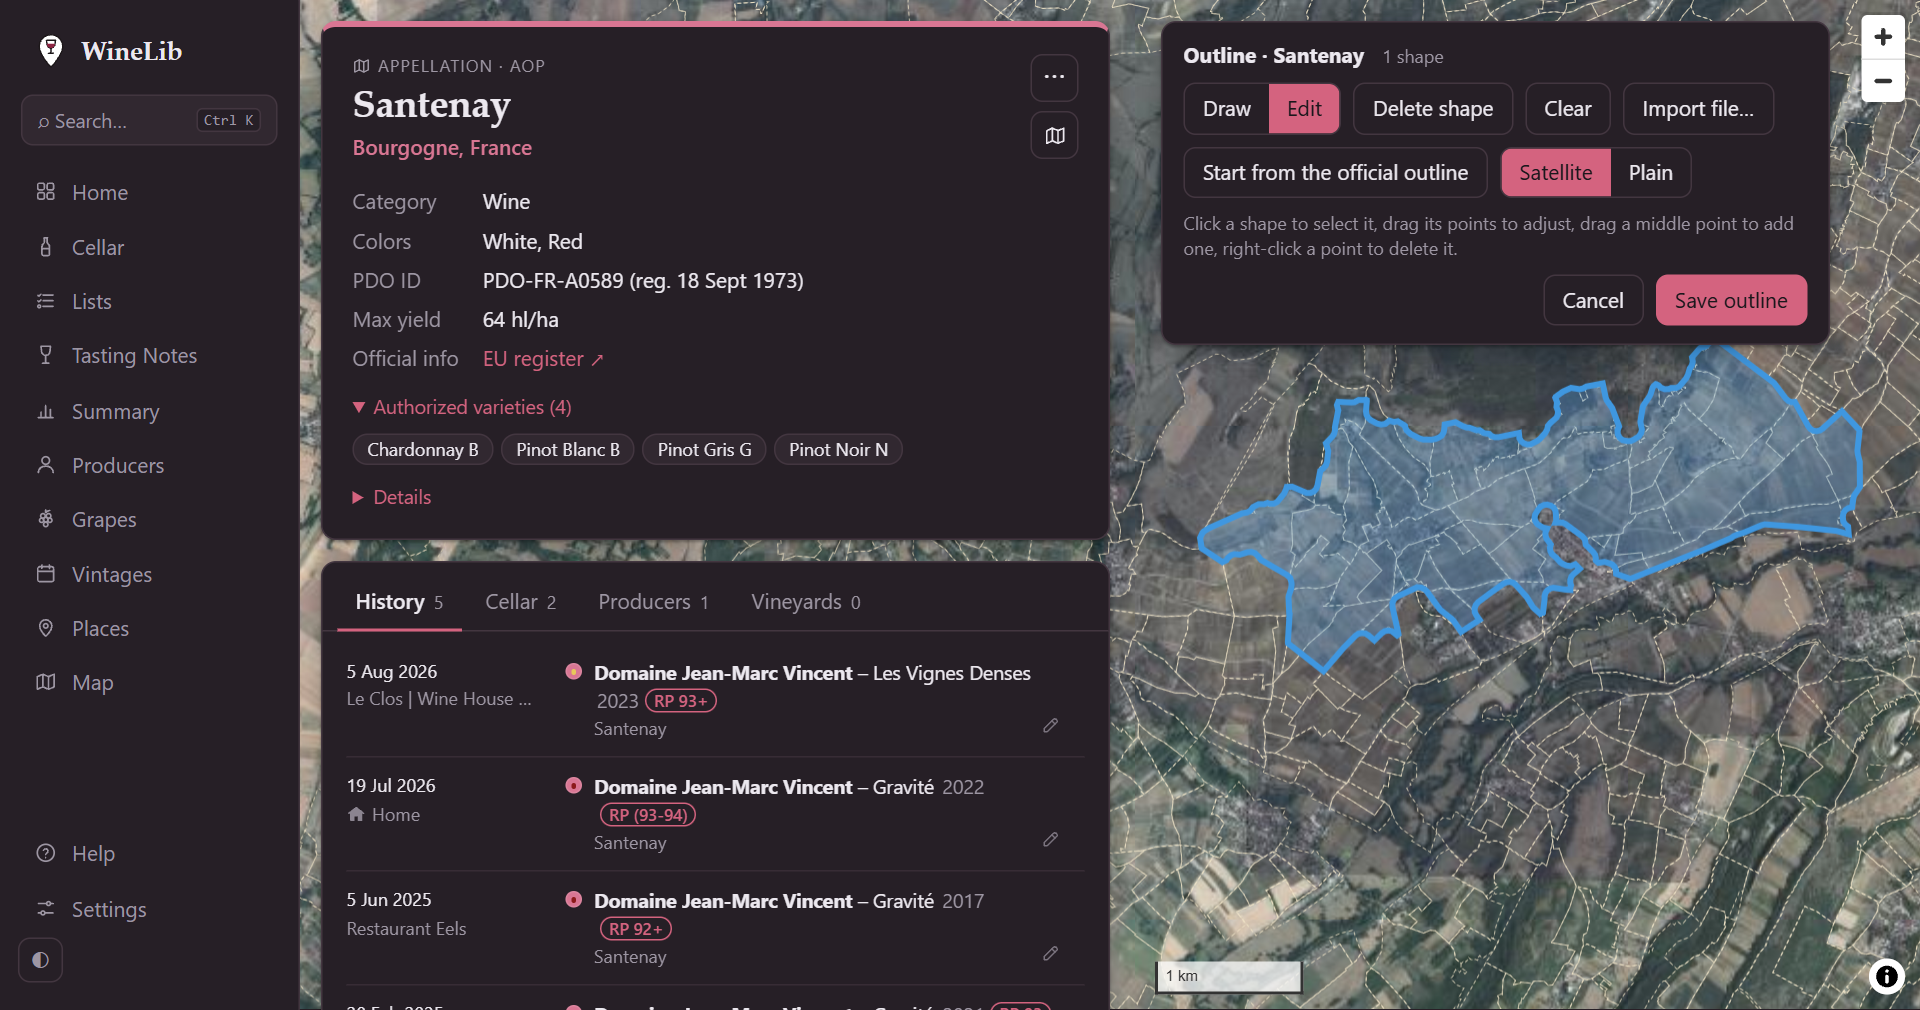 WineLib
Search...
Ctrl K
Home
Cellar
Lists
Tasting Notes
Summary
Producers
Grapes
Vintages
Places
Map
Help
Settings
APPELLATION · AOP
Santenay
Bourgogne, France
Category Wine
Colors White, Red
PDO ID PDO-FR-A0589 (reg. 18 Sept 1973)
Max yield 64 hl/ha
Official info EU register ↗
▼ Authorized varieties (4)
Chardonnay B Pinot Blanc B Pinot Gris G Pinot Noir N
▶ Details
History 5 Cellar 2 Producers 1 Vineyards 0
5 Aug 2026
Le Clos | Wine House ...
Domaine Jean-Marc Vincent – Les Vignes Denses
2023 RP 93+
Santenay
19 Jul 2026
Home
Domaine Jean-Marc Vincent – Gravité 2022
RP (93-94)
Santenay
5 Jun 2025
Restaurant Eels
Domaine Jean-Marc Vincent – Gravité 2017
RP 92+
Santenay
Outline · Santenay 1 shape
Draw Edit Delete shape Clear Import file...
Start from the official outline Satellite Plain
Click a shape to select it, drag its points to adjust, drag a middle point to add
one, right-click a point to delete it.
Cancel Save outline
+
−
1 km